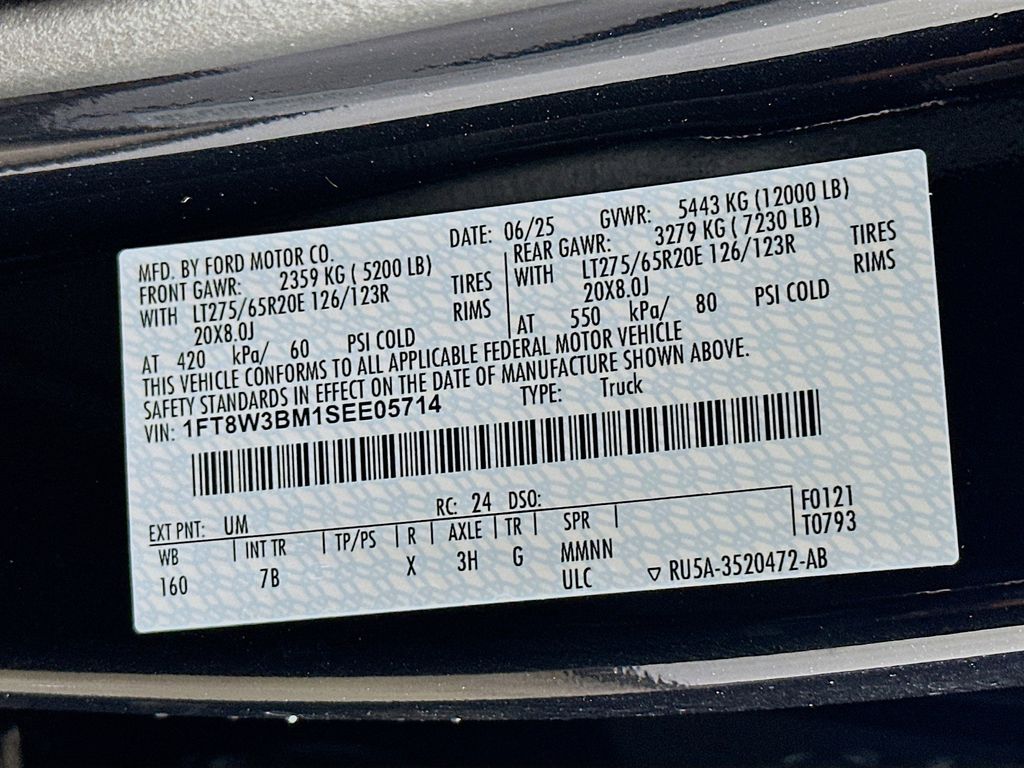 MFD. BY FORD MOTOR CO. DATE: 06/25 GVWR: 5443 KG (12000 LB)
FRONT GAWR: 2359 KG ( 5200 LB) REAR GAWR: 3279 KG ( 7230 LB)
WITH LT275/65R20E 126/123R TIRES WITH LT275/65R20E 126/123R TIRES
20X8.0J RIMS 20X8.0J RIMS
AT 420 kPa/ 60 PSI COLD AT 550 kPa/ 80 PSI COLD
THIS VEHICLE CONFORMS TO ALL APPLICABLE FEDERAL MOTOR VEHICLE
SAFETY STANDARDS IN EFFECT ON THE DATE OF MANUFACTURE SHOWN ABOVE.
VIN: 1FT8W3BM1SEE05714 TYPE: Truck
EXT PNT: UM RC: 24 DSO: F0121
WB INT TR TP/PS R AXLE TR SPR T0793
160 7B X 3H G MMNN
ULC ▽ RU5A-3520472-AB